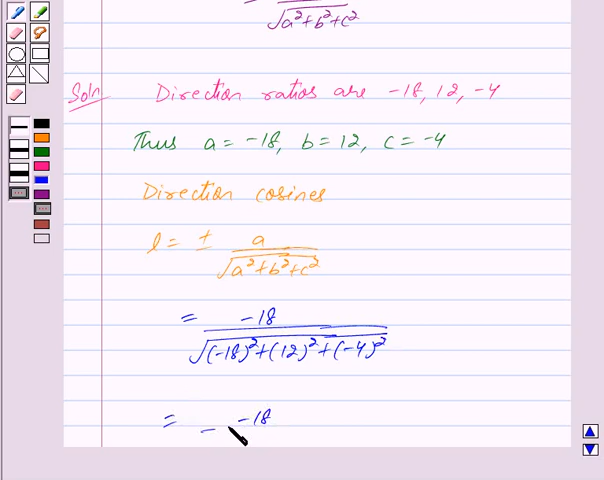 √a²+b²+c²
Soln Direction ratios are -18, 12, -4
Thus a = -18, b = 12, c = -4
Direction cosines
l = ± a / √a²+b²+c²
= -18 / √(-18)²+(12)²+(-4)²
= -18